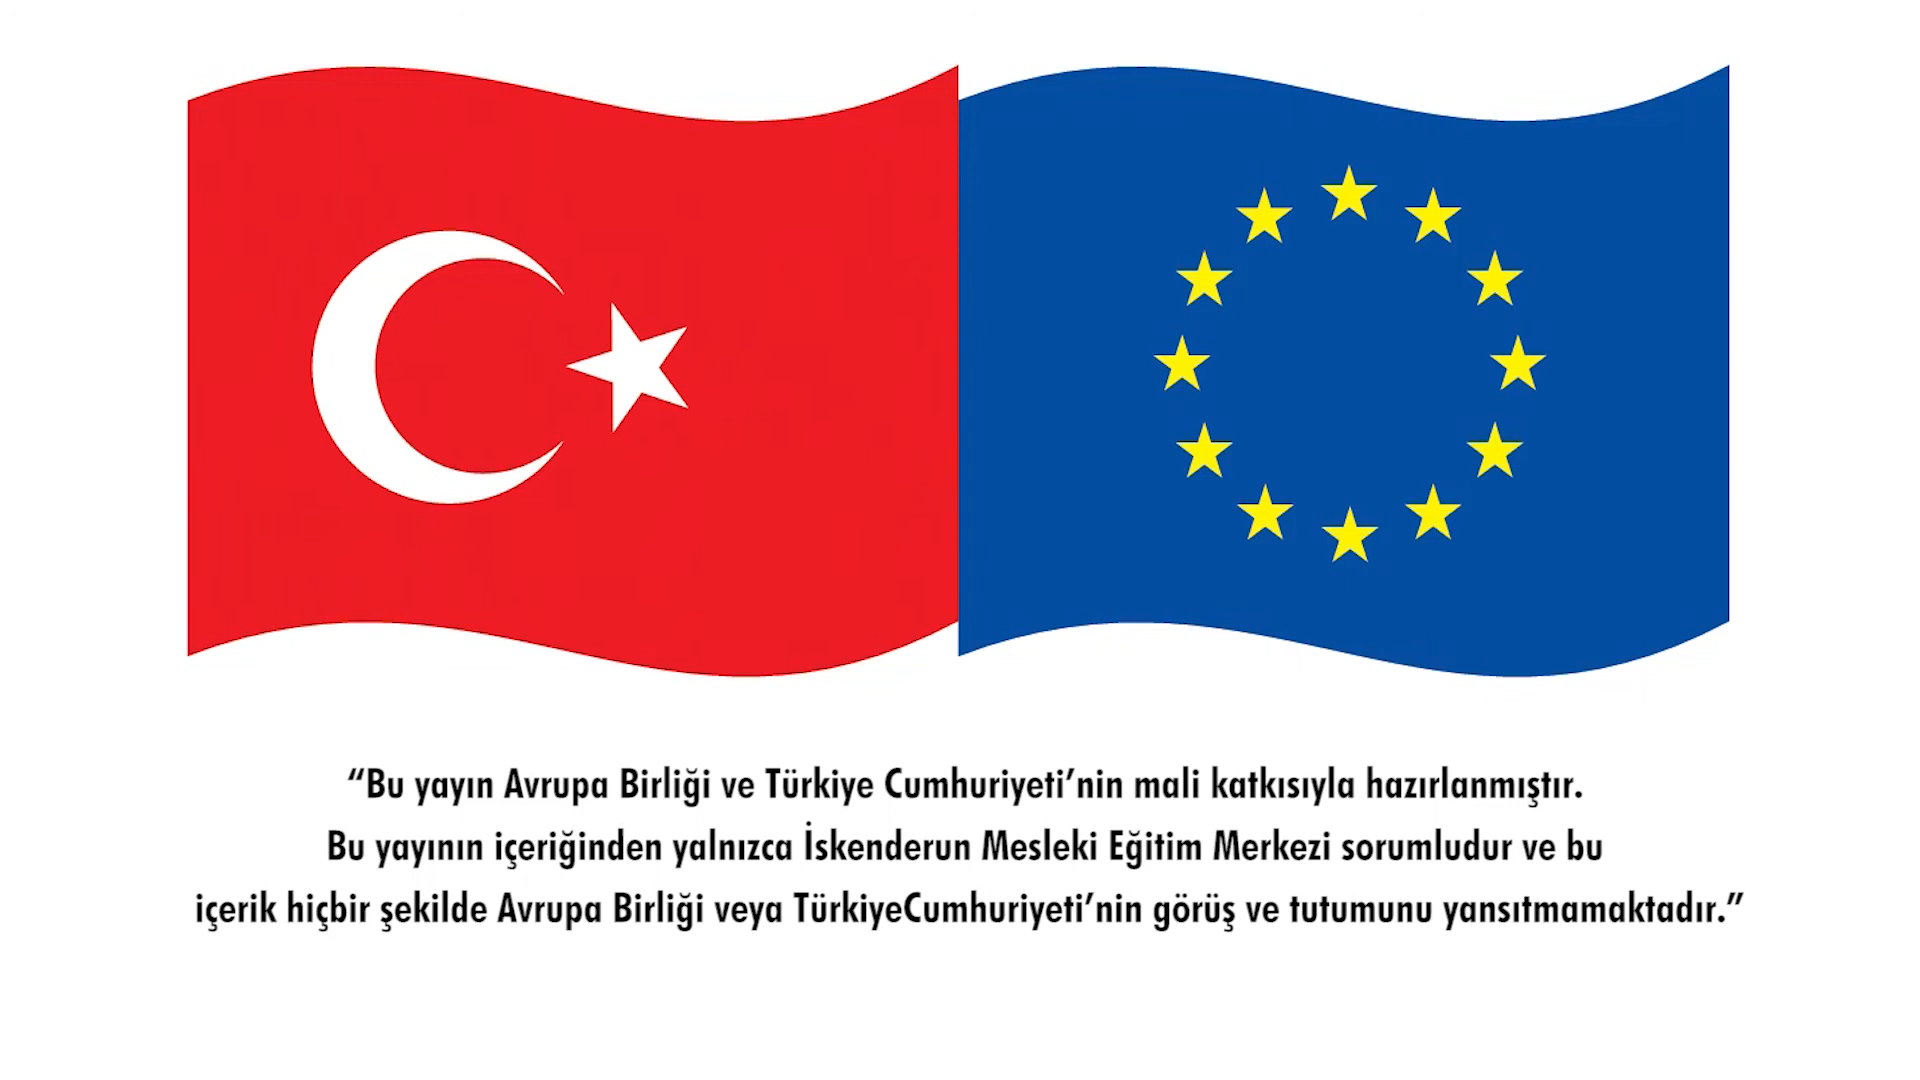 “Bu yayın Avrupa Birliği ve Türkiye Cumhuriyeti’nin mali katkısıyla hazırlanmıştır.
Bu yayının içeriğinden yalnızca İskenderun Mesleki Eğitim Merkezi sorumludur ve bu
içerik hiçbir şekilde Avrupa Birliği veya TürkiyeCumhuriyeti’nin görüş ve tutumunu yansıtmamaktadır.”